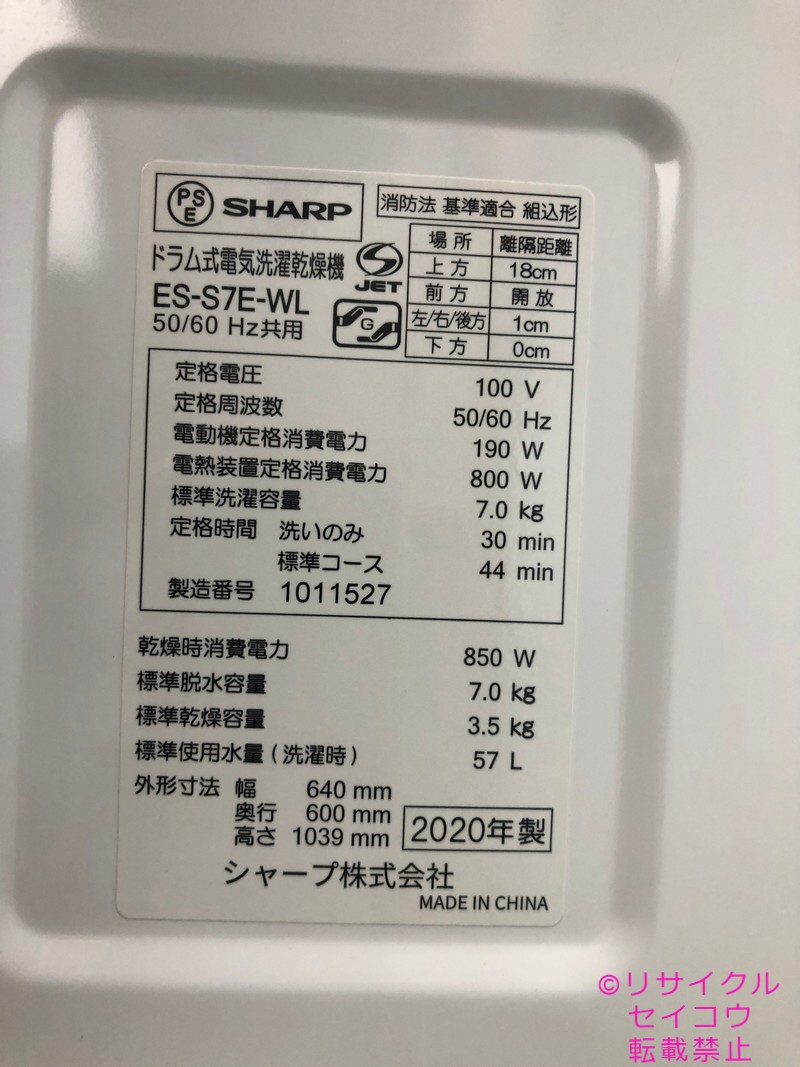 PSE SHARP
ドラム式電気洗濯乾燥機
ES-S7E-WL
50/60 Hz共用
JET
G
消防法 基準適合 組込形
場所 離隔距離
上方 18cm
前方 開放
左/右/後方 1cm
下方 0cm
定格電圧 100 V
定格周波数 50/60 Hz
電動機定格消費電力 190 W
電熱装置定格消費電力 800 W
標準洗濯容量 7.0 kg
定格時間 洗いのみ 30 min
標準コース 44 min
製造番号 1011527
乾燥時消費電力 850 W
標準脱水容量 7.0 kg
標準乾燥容量 3.5 kg
標準使用水量(洗濯時) 57 L
外形寸法 幅 640 mm
奥行 600 mm
高さ 1039 mm
2020年製
シャープ株式会社
MADE IN CHINA
©リサイクル
セイコウ
転載禁止